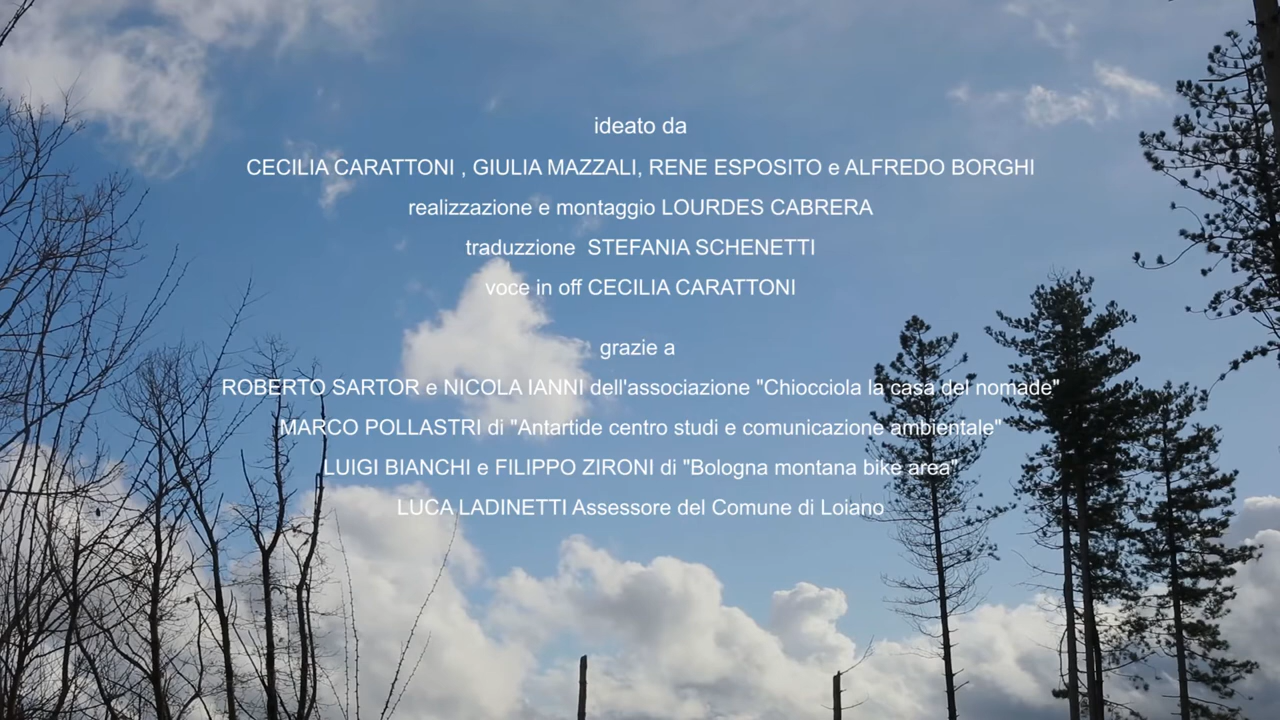 ideato da
CECILIA CARATTONI , GIULIA MAZZALI, RENE ESPOSITO e ALFREDO BORGHI
realizzazione e montaggio LOURDES CABRERA
traduzzione  STEFANIA SCHENETTI
voce in off CECILIA CARATTONI
grazie a
ROBERTO SARTOR e NICOLA IANNI dell'associazione "Chiocciola la casa del nomade"
MARCO POLLASTRI di "Antartide centro studi e comunicazione ambientale"
LUIGI BIANCHI e FILIPPO ZIRONI di "Bologna montana bike area"
LUCA LADINETTI Assessore del Comune di Loiano